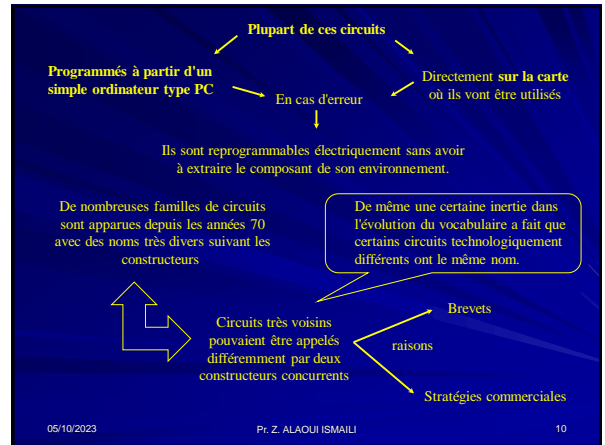 Plupart de ces circuits
Programmés à partir d'un
simple ordinateur type PC
Directement sur la carte
où ils vont être utilisés
En cas d'erreur
Ils sont reprogrammables électriquement sans avoir
à extraire le composant de son environnement.
De nombreuses familles de circuits
sont apparues depuis les années 70
avec des noms très divers suivant les
constructeurs
De même une certaine inertie dans
l'évolution du vocabulaire a fait que
certains circuits technologiquement
différents ont le même nom.
Circuits très voisins
pouvaient être appelés
différemment par deux
constructeurs concurrents
Brevets
raisons
Stratégies commerciales
05/10/2023
Pr. Z. ALAOUI ISMAILI
10